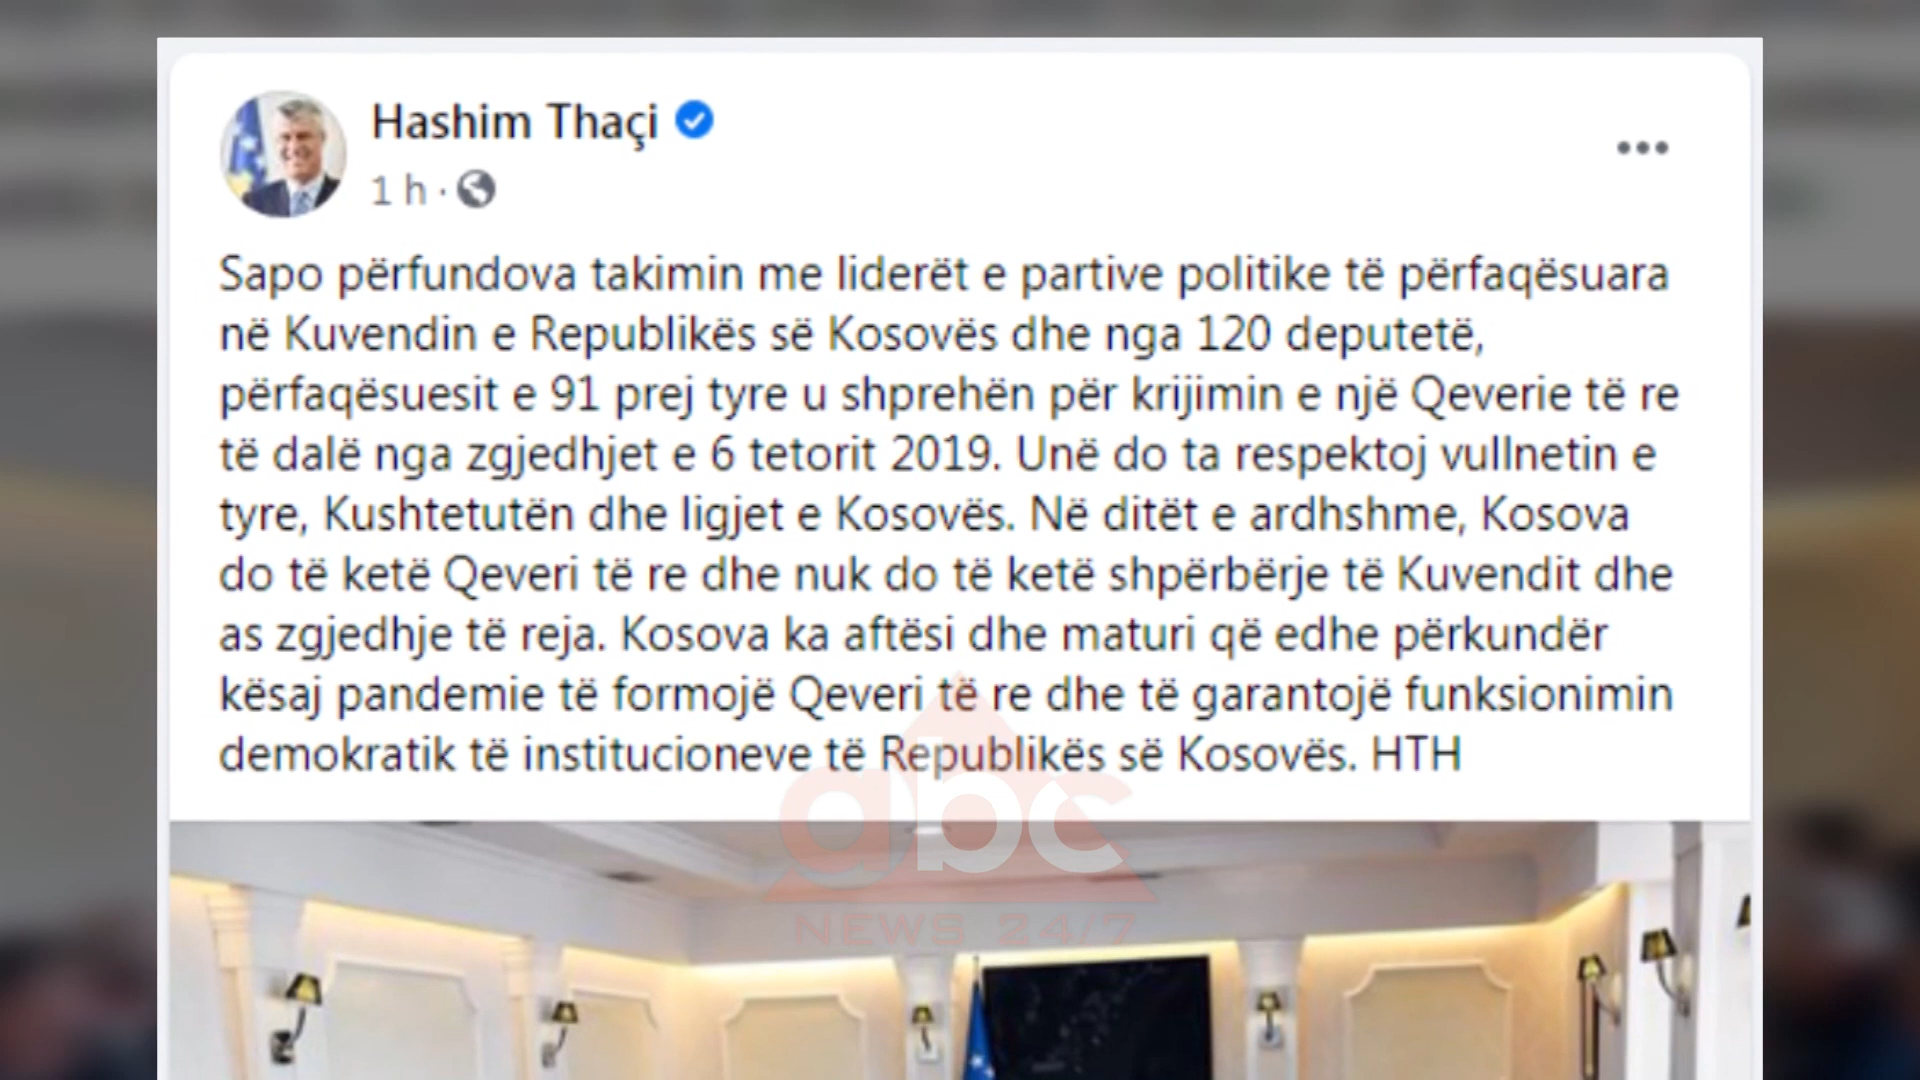 Hashim Thaçi
1 h ·
Sapo përfundova takimin me liderët e partive politike të përfaqësuara
në Kuvendin e Republikës së Kosovës dhe nga 120 deputetë,
përfaqësuesit e 91 prej tyre u shprehën për krijimin e një Qeverie të re
të dalë nga zgjedhjet e 6 tetorit 2019. Unë do ta respektoj vullnetin e
tyre, Kushtetutën dhe ligjet e Kosovës. Në ditët e ardhshme, Kosova
do të ketë Qeveri të re dhe nuk do të ketë shpërbërje të Kuvendit dhe
as zgjedhje të reja. Kosova ka aftësi dhe maturi që edhe përkundër
kësaj pandemie të formojë Qeveri të re dhe të garantojë funksionimin
demokratik të institucioneve të Republikës së Kosovës. HTH
abc
NEWS 24/7